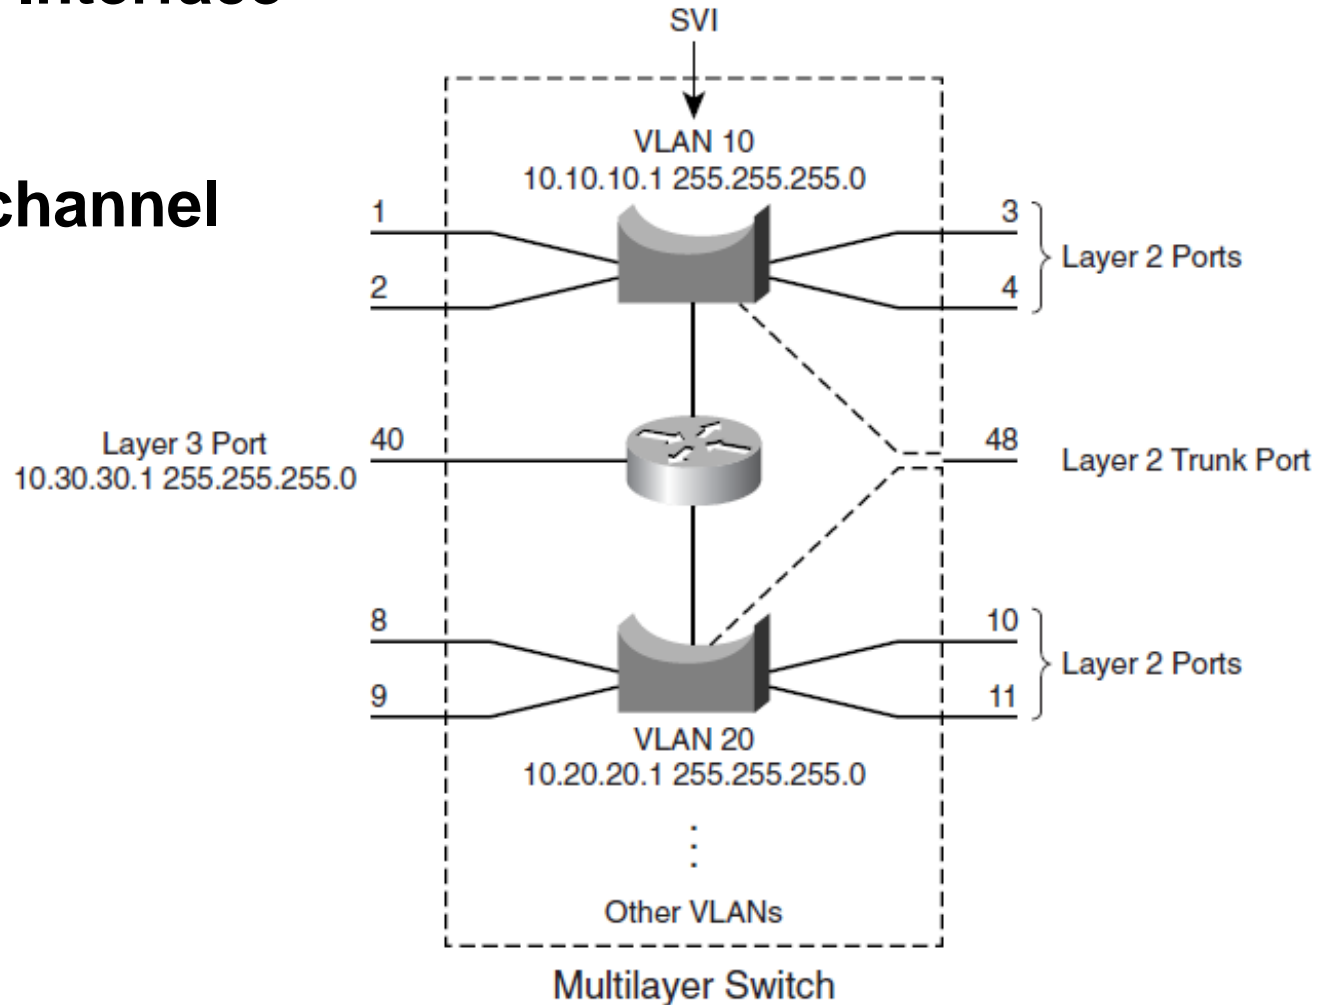 Interface
SVI
VLAN 10
10.10.10.1 255.255.255.0
channel
1
3
2
4
Layer 2 Ports
Layer 3 Port
10.30.30.1 255.255.255.0
40
48
Layer 2 Trunk Port
8
10
9
11
Layer 2 Ports
VLAN 20
10.20.20.1 255.255.255.0
Other VLANs
Multilayer Switch